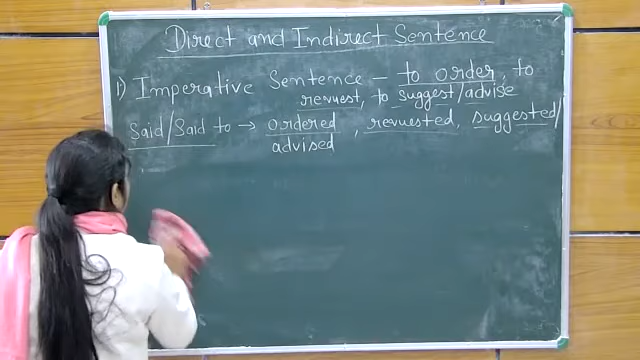 Direct and Indirect Sentence
1) Imperative Sentence - to order, to
revuest, to suggest/advise
Said/Said to → ordered, revuested, suggested/
advised